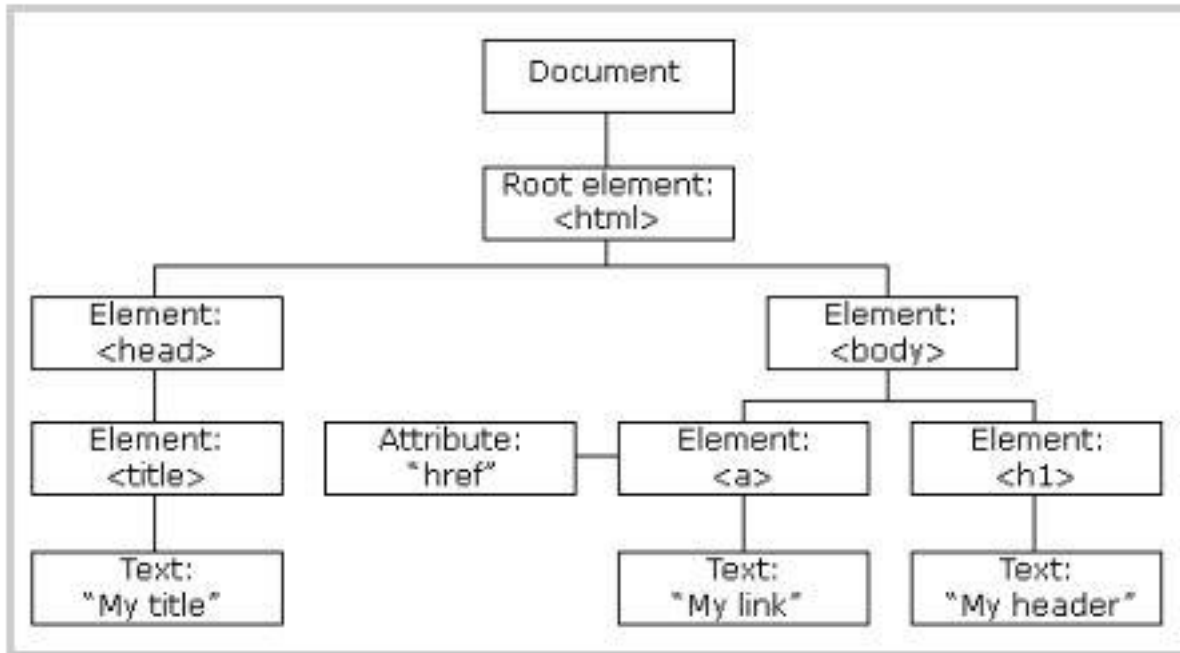 Document
Root element:
<html>
Element:
<head>
Element:
<body>
Element:
<title>
Attribute:
“href”
Element:
<a>
Element:
<h1>
Text:
“My title”
Text:
“My link”
Text:
“My header”